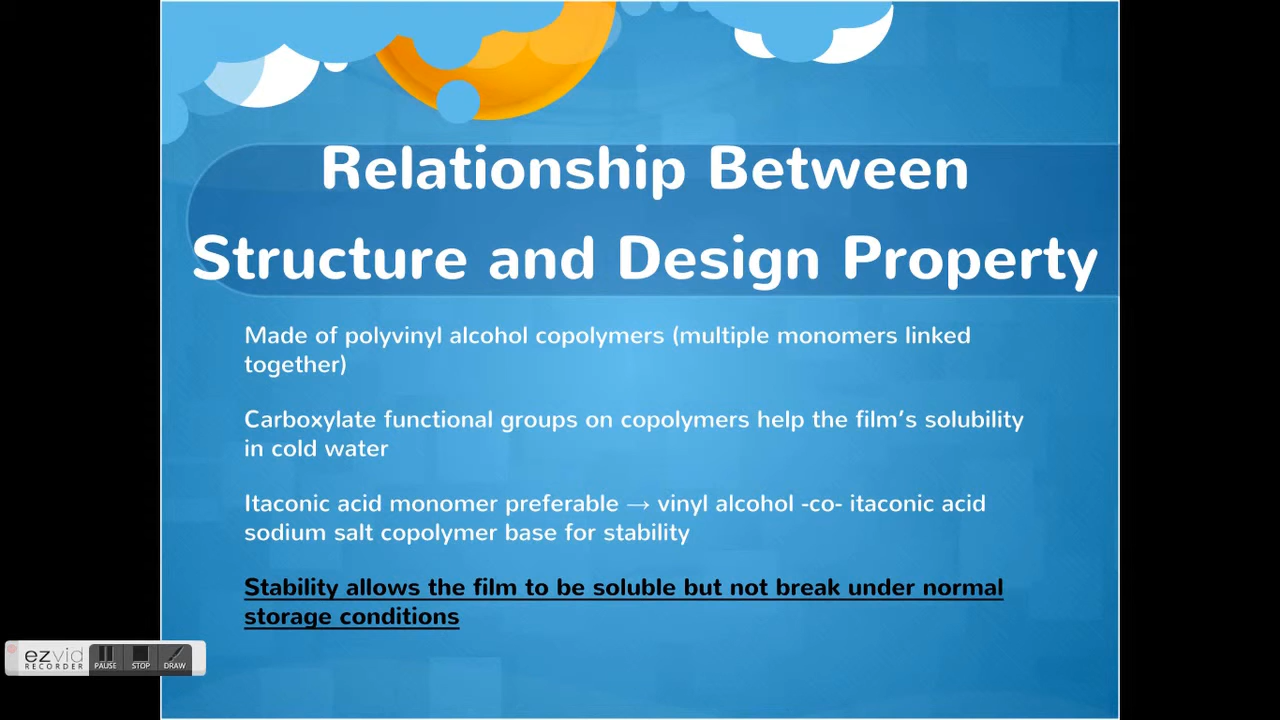 Relationship Between
Structure and Design Property
Made of polyvinyl alcohol copolymers (multiple monomers linked
together)
Carboxylate functional groups on copolymers help the film’s solubility
in cold water
Itaconic acid monomer preferable → vinyl alcohol -co- itaconic acid
sodium salt copolymer base for stability
Stability allows the film to be soluble but not break under normal
storage conditions
ezvid
RECORDER
PAUSE
STOP
DRAW